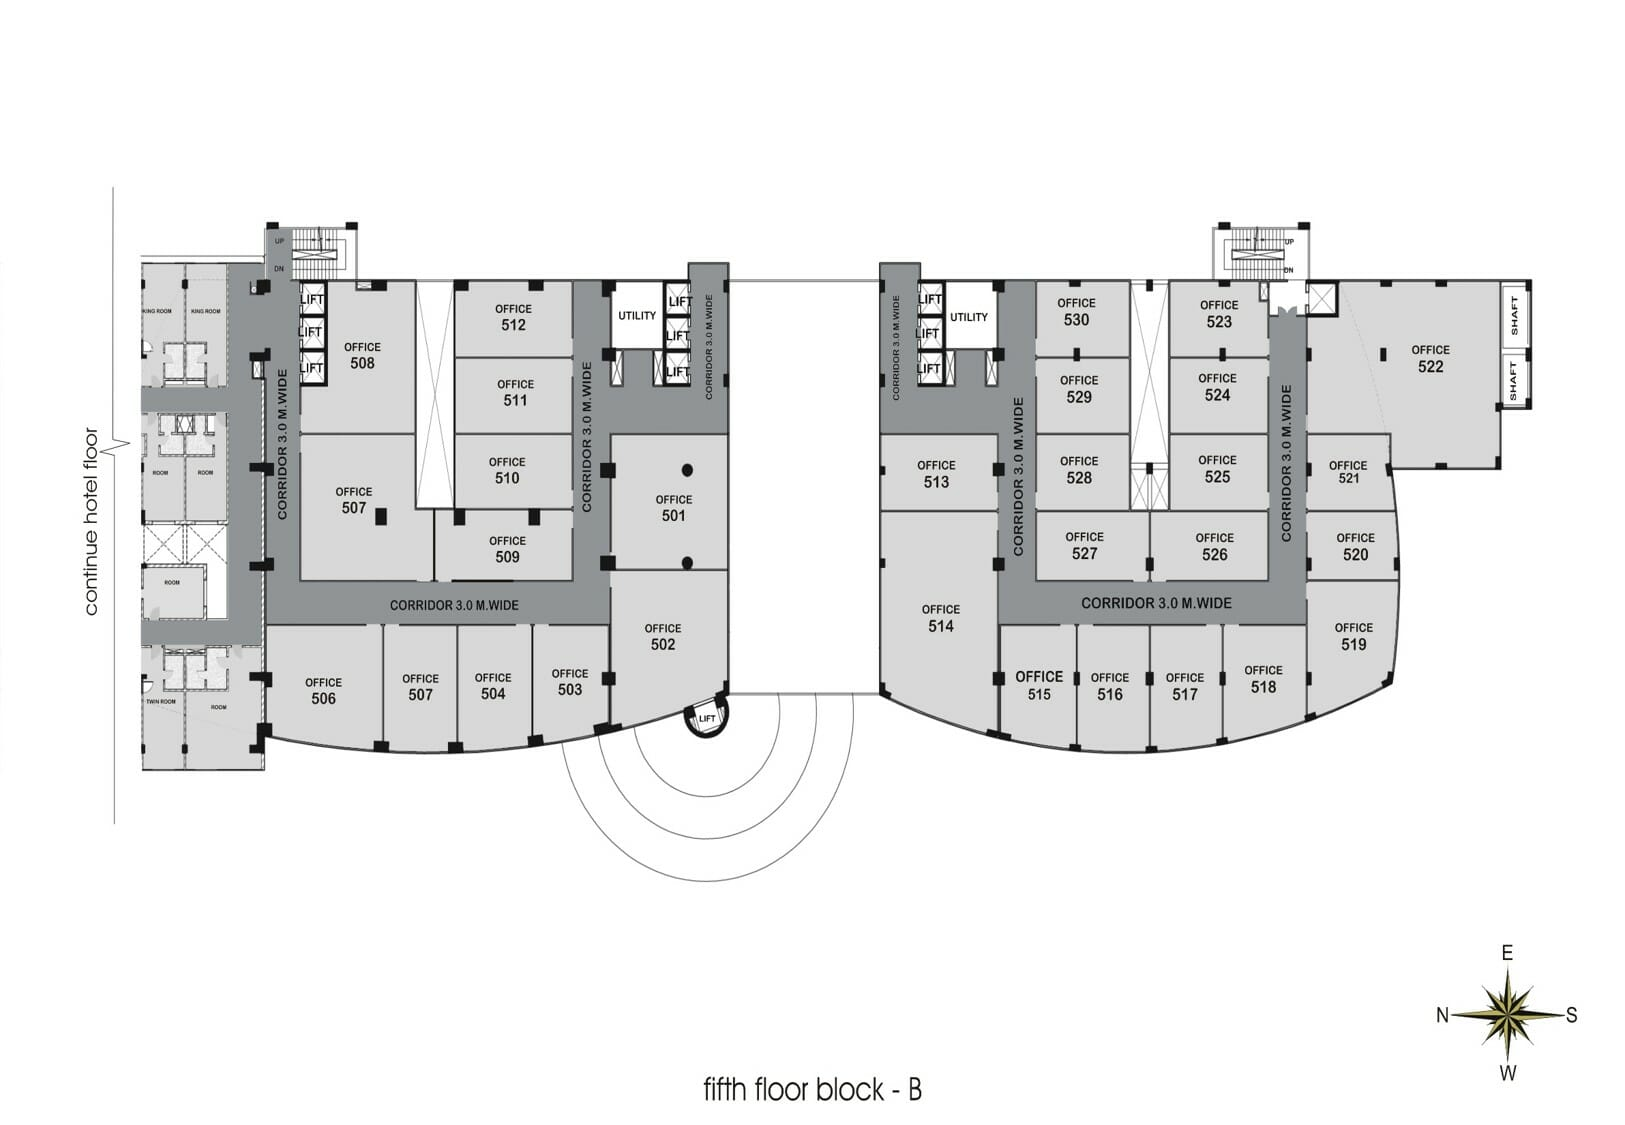 continue hotel floor
UP
DN
KING ROOM
KING ROOM
ROOM
ROOM
ROOM
TWIN ROOM
ROOM
CORRIDOR 3.0 M.WIDE
LIFT
LIFT
LIFT
OFFICE
508
OFFICE
507
OFFICE
512
OFFICE
511
OFFICE
510
OFFICE
509
CORRIDOR 3.0 M.WIDE
UTILITY
LIFT
LIFT
LIFT
CORRIDOR 3.0 M.WIDE
OFFICE
501
OFFICE
502
CORRIDOR 3.0 M.WIDE
OFFICE
506
OFFICE
507
OFFICE
504
OFFICE
503
LIFT
CORRIDOR 3.0 M.WIDE
LIFT
LIFT
LIFT
UTILITY
OFFICE
513
OFFICE
514
CORRIDOR 3.0 M.WIDE
OFFICE
530
OFFICE
529
OFFICE
528
OFFICE
527
OFFICE
523
OFFICE
524
OFFICE
525
OFFICE
526
UP
DN
CORRIDOR 3.0 M.WIDE
CORRIDOR 3.0 M.WIDE
OFFICE
515
OFFICE
516
OFFICE
517
OFFICE
518
OFFICE
522
SHAFT
SHAFT
OFFICE
521
OFFICE
520
OFFICE
519
E
N
S
W
fifth floor block - B